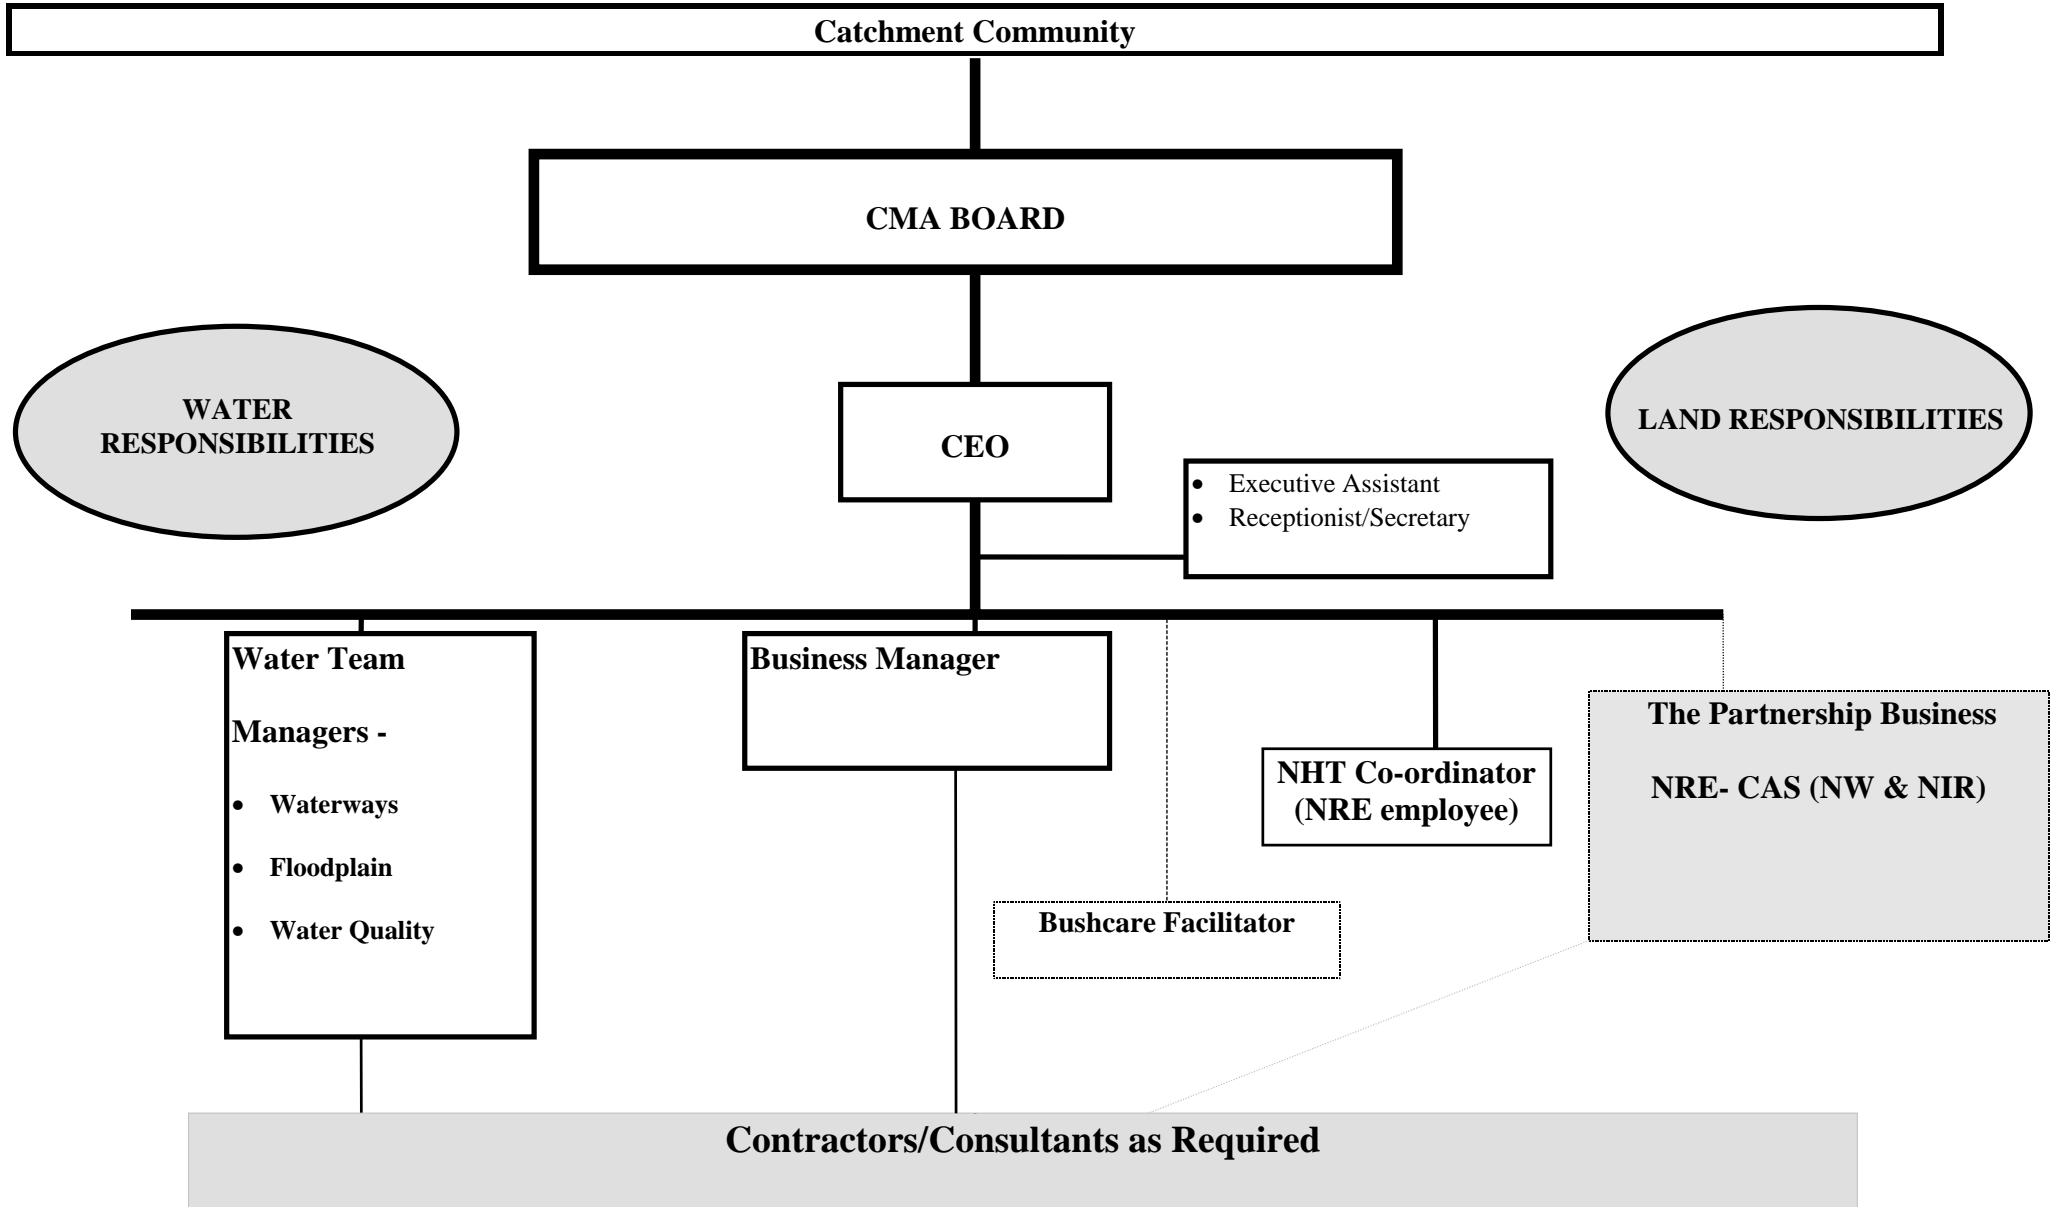 Catchment Community
CMA BOARD
WATER
RESPONSIBILITIES
LAND RESPONSIBILITIES
CEO
• Executive Assistant
• Receptionist/Secretary
Water Team
Managers -
• Waterways
• Floodplain
• Water Quality
Business Manager
Bushcare Facilitator
NHT Co-ordinator
(NRE employee)
The Partnership Business
NRE- CAS (NW & NIR)
Contractors/Consultants as Required